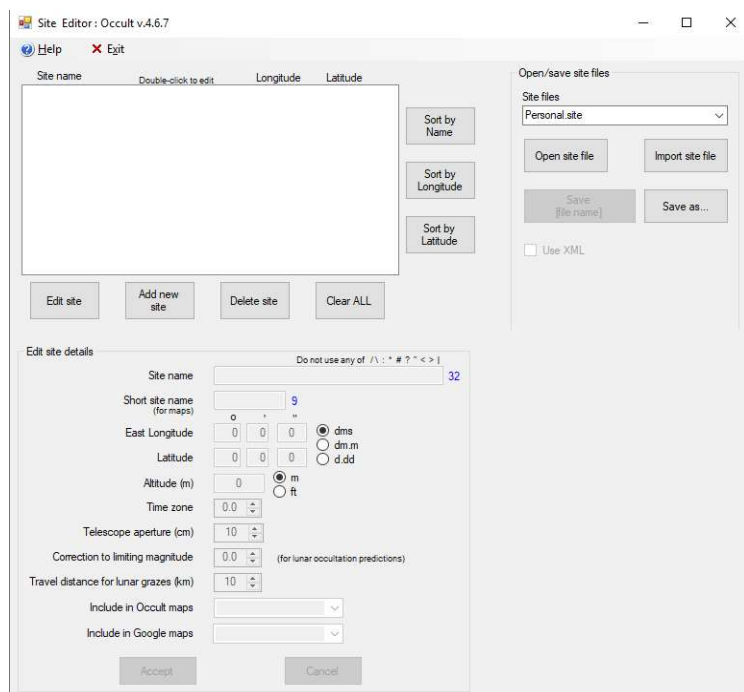 Site Editor : Occult v.4.6.7
Help Exit
Site name Double-click to edit Longitude Latitude
Sort by
Name
Sort by
Longitude
Sort by
Latitude
Edit site
Add new
site
Delete site
Clear ALL
Open/save site files
Site files
Personal.site
Open site file
Import site file
Save
[file name]
Save as...
Use XML
Edit site details
Do not use any of / \ : * # ? " < > |
Site name 32
Short site name 9
(for maps)
o ' "
East Longitude 0 0 0 dms
dm.m
Latitude 0 0 0 d.dd
Altitude (m) 0 m
ft
Time zone 0.0
Telescope aperture (cm) 10
Correction to limiting magnitude 0.0 (for lunar occultation predictions)
Travel distance for lunar grazes (km) 10
Include in Occult maps
Include in Google maps
Accept Cancel